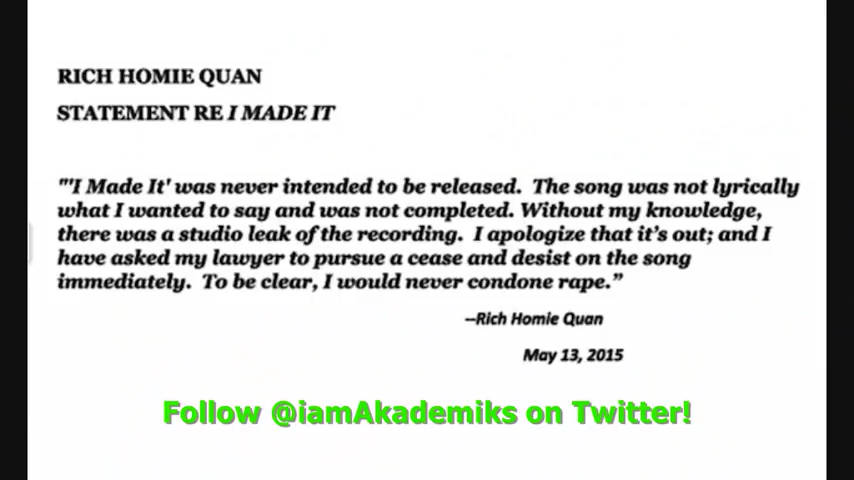 RICH HOMIE QUAN
STATEMENT RE I MADE IT
"'I Made It' was never intended to be released.  The song was not lyrically
what I wanted to say and was not completed. Without my knowledge,
there was a studio leak of the recording.  I apologize that it's out; and I
have asked my lawyer to pursue a cease and desist on the song
immediately.  To be clear, I would never condone rape."
--Rich Homie Quan
May 13, 2015
Follow @iamAkademiks on Twitter!